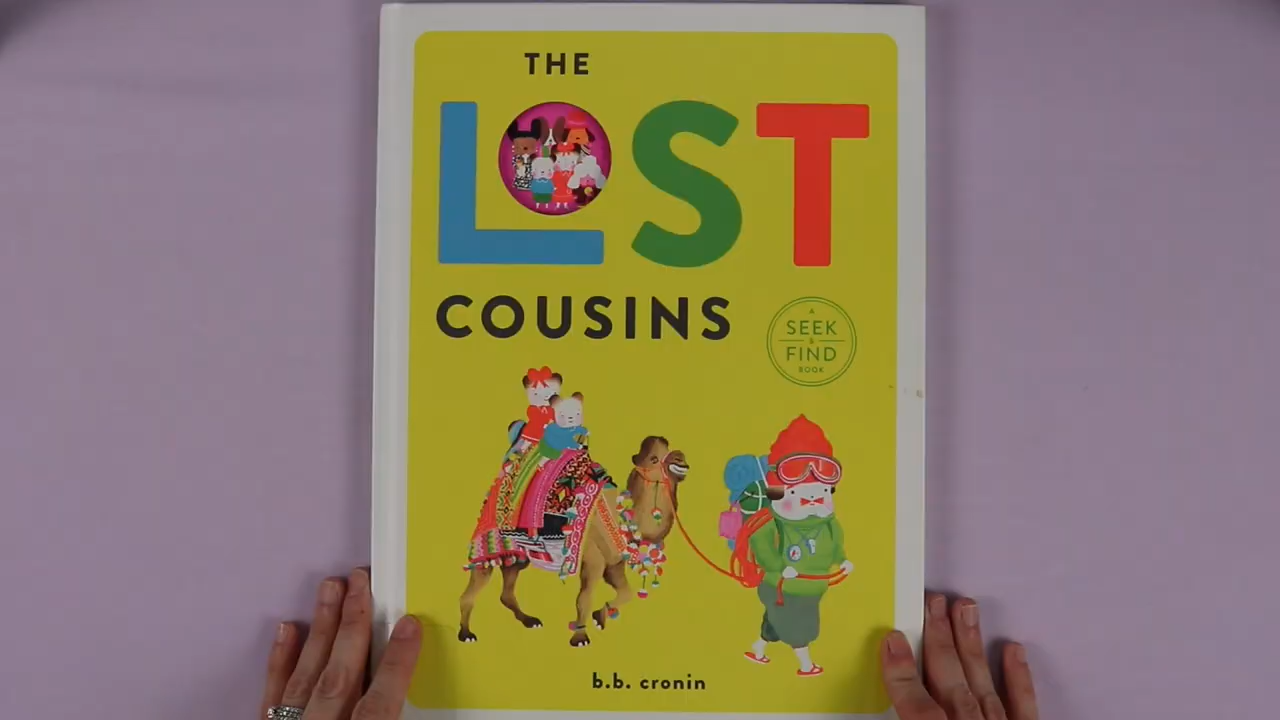 THE
LOST
COUSINS
A
SEEK
&
FIND
BOOK
b.b. cronin